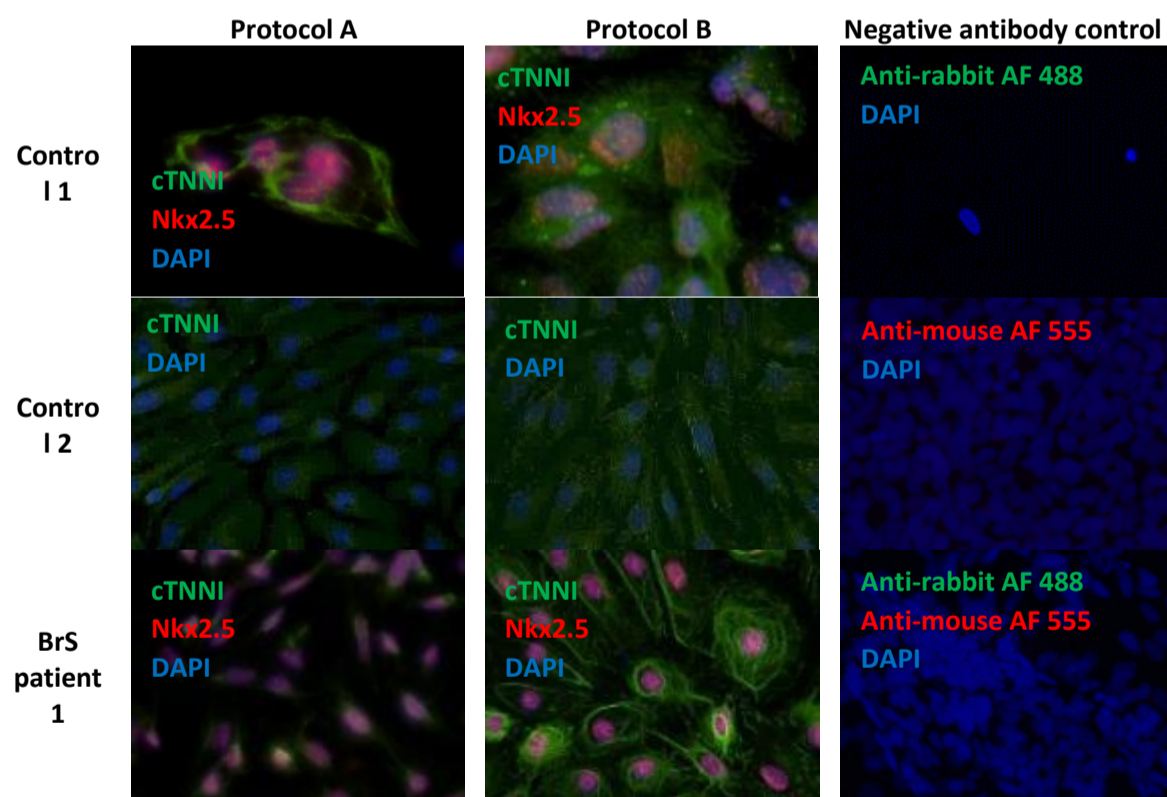 Protocol A
Protocol B
Negative antibody control
Contro
l 1
cTNNI
Nkx2.5
DAPI
cTNNI
Nkx2.5
DAPI
Anti-rabbit AF 488
DAPI
Contro
l 2
cTNNI
DAPI
cTNNI
DAPI
Anti-mouse AF 555
DAPI
BrS
patient
1
cTNNI
Nkx2.5
DAPI
cTNNI
Nkx2.5
DAPI
Anti-rabbit AF 488
Anti-mouse AF 555
DAPI